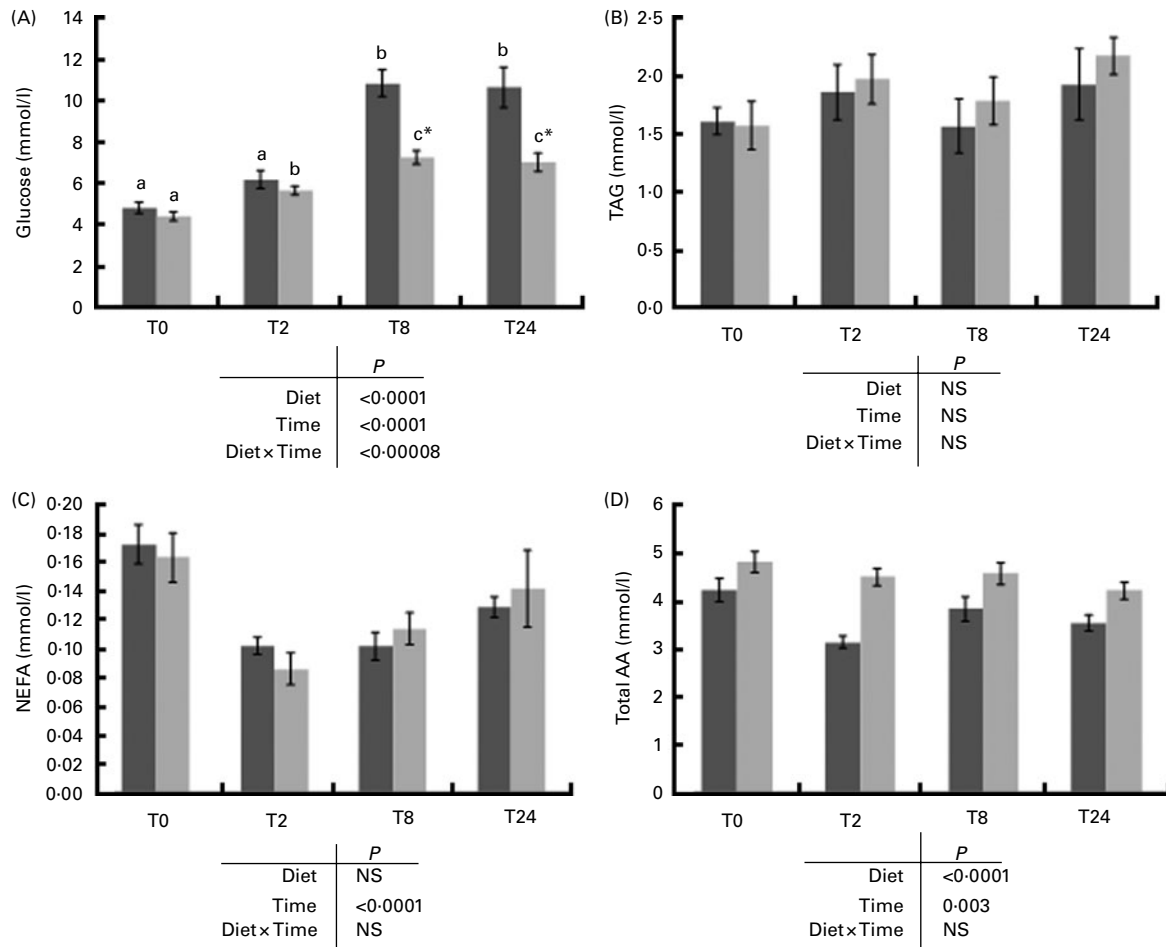 (A)
14
12
10
8
6
4
2
0
Glucose (mmol/l)
a
a
a
b
b
c*
b
c*
T0
T2
T8
T24
P
Diet <0·0001
Time <0·0001
Diet × Time <0·00008
(B)
2·5
2·0
1·5
1·0
0·5
0·0
TAG (mmol/l)
T0
T2
T8
T24
P
Diet NS
Time NS
Diet × Time NS
(C)
0·20
0·18
0·16
0·14
0·12
0·10
0·08
0·06
0·04
0·02
0·00
NEFA (mmol/l)
T0
T2
T8
T24
P
Diet NS
Time <0·0001
Diet × Time NS
(D)
6
5
4
3
2
1
0
Total AA (mmol/l)
T0
T2
T8
T24
P
Diet <0·0001
Time 0·003
Diet × Time NS